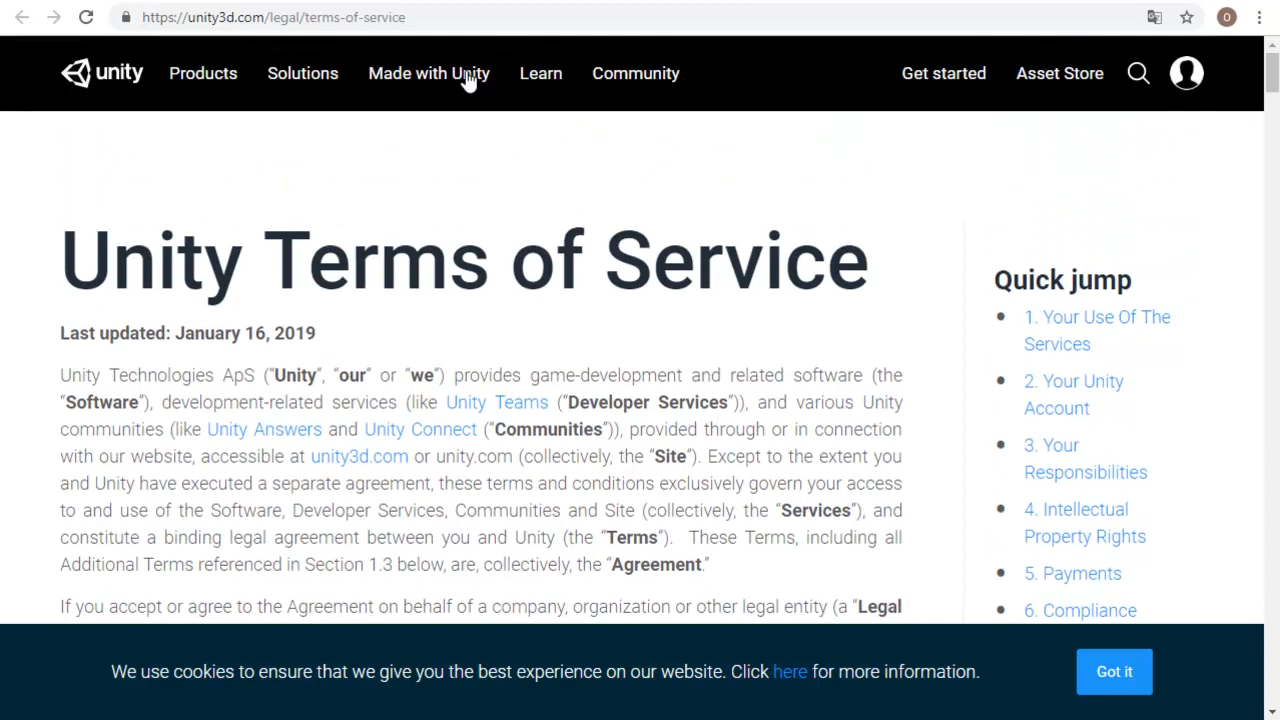 https://unity3d.com/legal/terms-of-service
O
unity Products Solutions Made with Unity Learn Community Get started Asset Store
Unity Terms of Service
Last updated: January 16, 2019
Unity Technologies ApS (“Unity”, “our” or “we”) provides game-development and related software (the
“Software”), development-related services (like Unity Teams (“Developer Services”)), and various Unity
communities (like Unity Answers and Unity Connect (“Communities”)), provided through or in connection
with our website, accessible at unity3d.com or unity.com (collectively, the “Site”). Except to the extent you
and Unity have executed a separate agreement, these terms and conditions exclusively govern your access
to and use of the Software, Developer Services, Communities and Site (collectively, the “Services”), and
constitute a binding legal agreement between you and Unity (the “Terms”). These Terms, including all
Additional Terms referenced in Section 1.3 below, are, collectively, the “Agreement.”
If you accept or agree to the Agreement on behalf of a company, organization or other legal entity (a “Legal
Quick jump
1. Your Use Of The
Services
2. Your Unity
Account
3. Your
Responsibilities
4. Intellectual
Property Rights
5. Payments
6. Compliance
We use cookies to ensure that we give you the best experience on our website. Click here for more information.
Got it